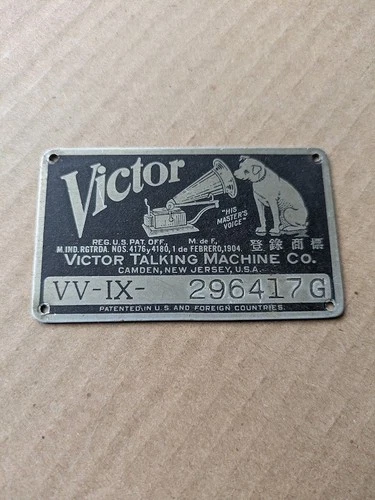 Victor
"HIS
MASTER'S
VOICE"
REG. U.S. PAT. OFF. M. de F.
M. IND. RGTRDA. NOS. 4176 y 4180, 1 de FEBRERO, 1904. 登錄商標
VICTOR TALKING MACHINE CO.
CAMDEN, NEW JERSEY, U.S.A.
VV-IX- 296417 G
PATENTED IN U.S. AND FOREIGN COUNTRIES.